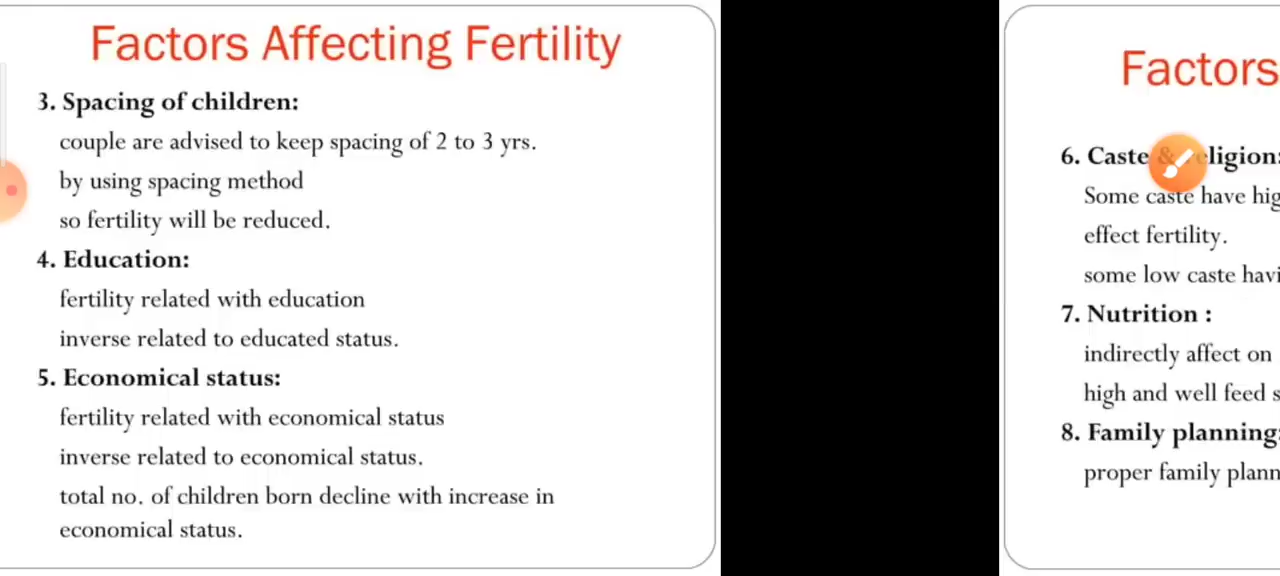 Factors Affecting Fertility
3. Spacing of children:
couple are advised to keep spacing of 2 to 3 yrs.
by using spacing method
so fertility will be reduced.
4. Education:
fertility related with education
inverse related to educated status.
5. Economical status:
fertility related with economical status
inverse related to economical status.
total no. of children born decline with increase in
economical status.
Factors
6. Caste &
Some caste have
effect fertility.
some low caste
7. Nutrition :
indirectly affect on
high and well feed
8. Family planning:
proper family